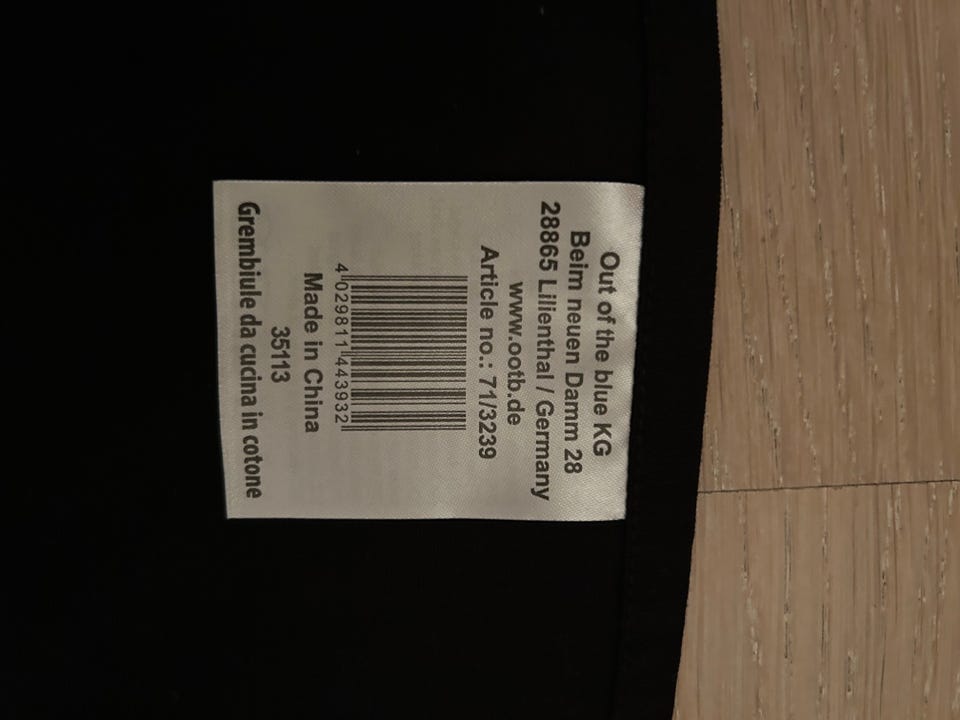 Out of the blue KG
Beim neuen Damm 28
28865 Lilienthal / Germany
www.ootb.de
Article no.: 71/3239
4 029811 443932
Made in China
35113
Grembiule da cucina in cotone